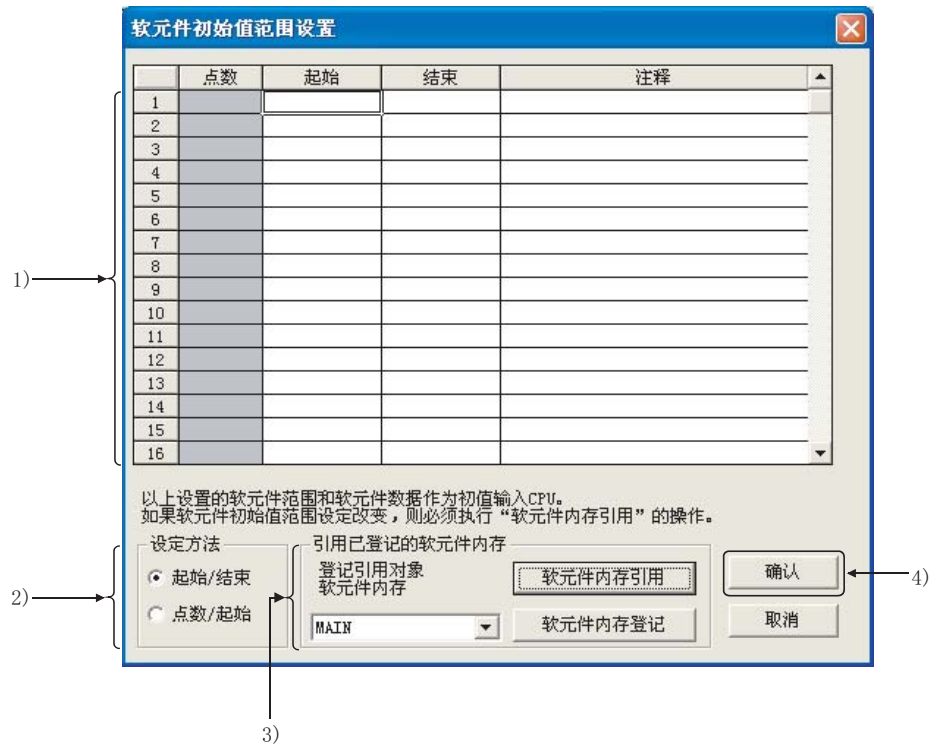 软元件初始值范围设置
点数 起始 结束 注释
1
2
3
4
5
6
7
8
9
10
11
12
13
14
15
16
1)
以上设置的软元件范围和软元件数据作为初值输入CPU。
如果软元件初始值范围设定改变，则必须执行“软元件内存引用”的操作。
设定方法
起始/结束
点数/起始
2)
引用已登记的软元件内存
登记引用对象
软元件内存
软元件内存引用
MAIN
软元件内存登记
3)
确认
取消
4)